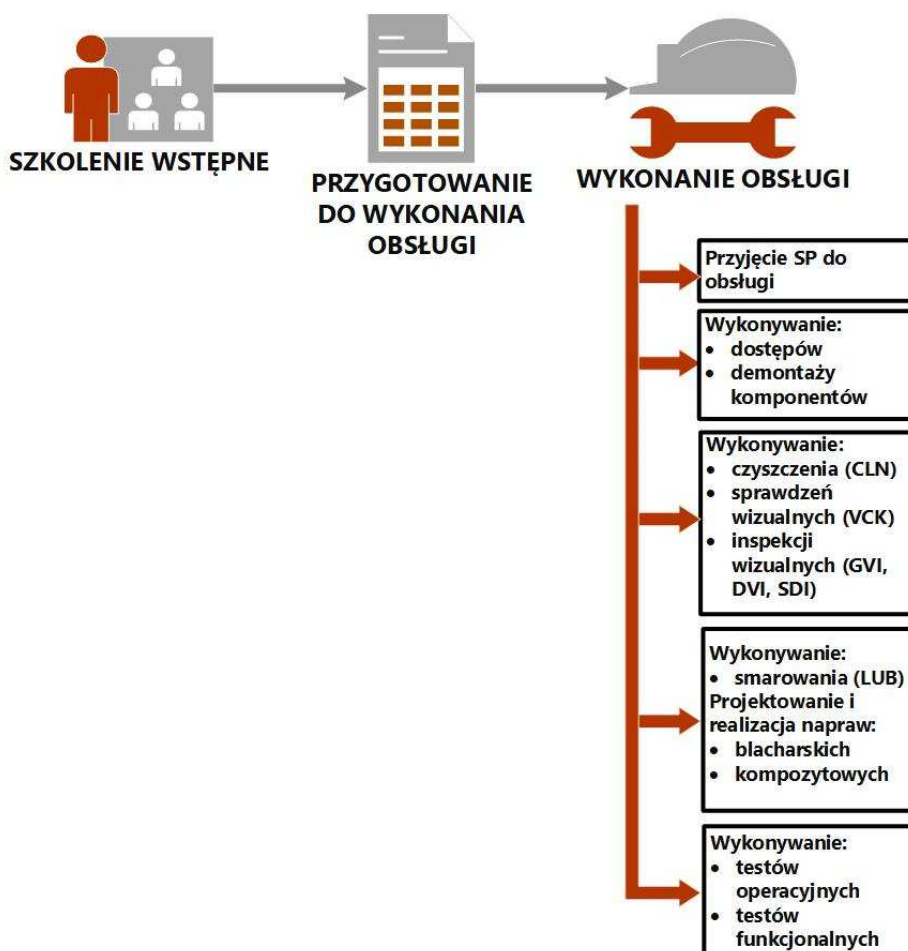 SZKOLENIE WSTĘPNE
PRZYGOTOWANIE
DO WYKONANIA
OBSŁUGI
WYKONANIE OBSŁUGI
Przyjęcie SP do
obsługi
Wykonywanie:
• dostępów
• demontaży
komponentów
Wykonywanie:
• czyszczenia (CLN)
• sprawdzeń
wizualnych (VCK)
• inspekcji
wizualnych (GVI,
DVI, SDI)
Wykonywanie:
• smarowania (LUB)
Projektowanie i
realizacja napraw:
• blacharskich
• kompozytowych
Wykonywanie:
• testów
operacyjnych
• testów
funkcjonalnych